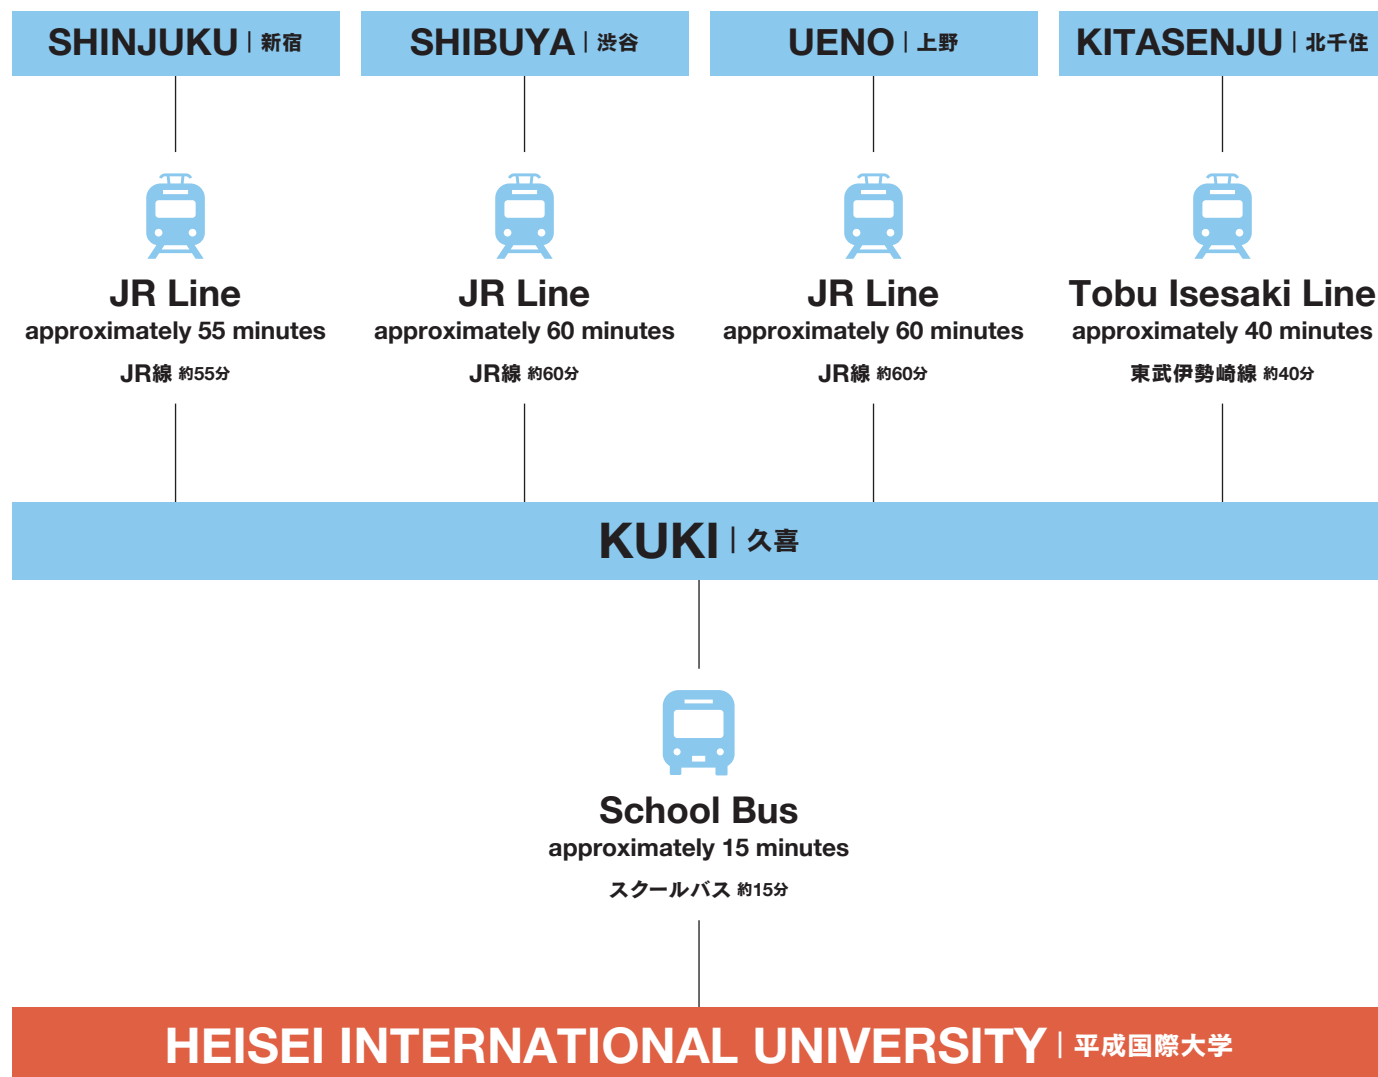 SHINJUKU | 新宿
SHIBUYA | 渋谷
UENO | 上野
KITASENJU | 北千住
JR Line
approximately 55 minutes
JR線 約55分
JR Line
approximately 60 minutes
JR線 約60分
JR Line
approximately 60 minutes
JR線 約60分
Tobu Isesaki Line
approximately 40 minutes
東武伊勢崎線 約40分
KUKI | 久喜
School Bus
approximately 15 minutes
スクールバス 約15分
HEISEI INTERNATIONAL UNIVERSITY | 平成国際大学